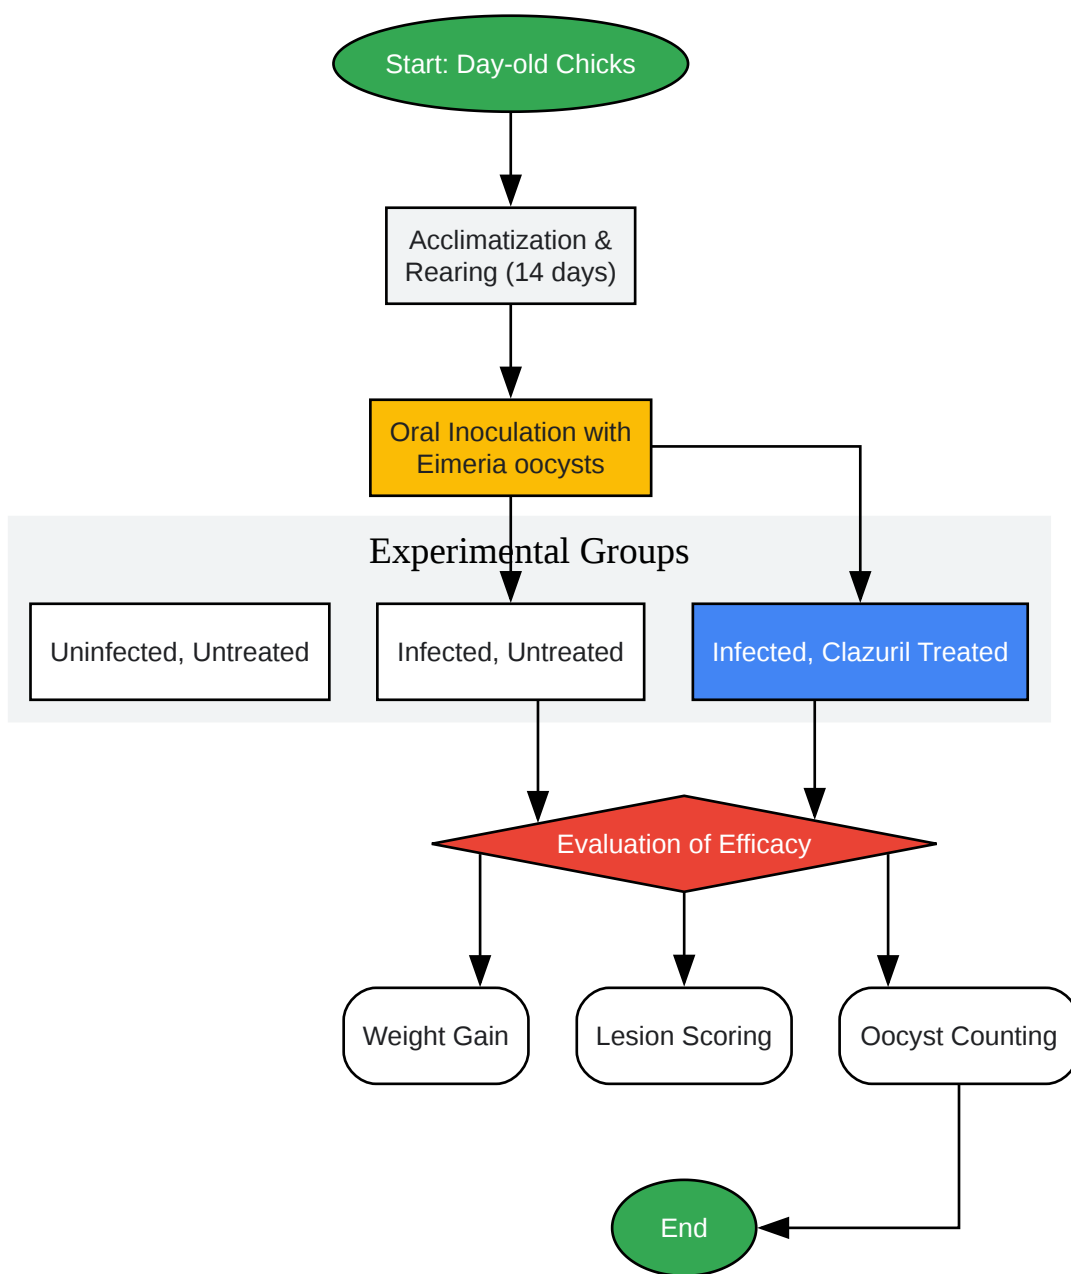 Start: Day-old Chicks
Acclimatization &
Rearing (14 days)
Oral Inoculation with
Eimeria oocysts
Experimental Groups
Uninfected, Untreated
Infected, Untreated
Infected, Clazuril Treated
Evaluation of Efficacy
Weight Gain
Lesion Scoring
Oocyst Counting
End